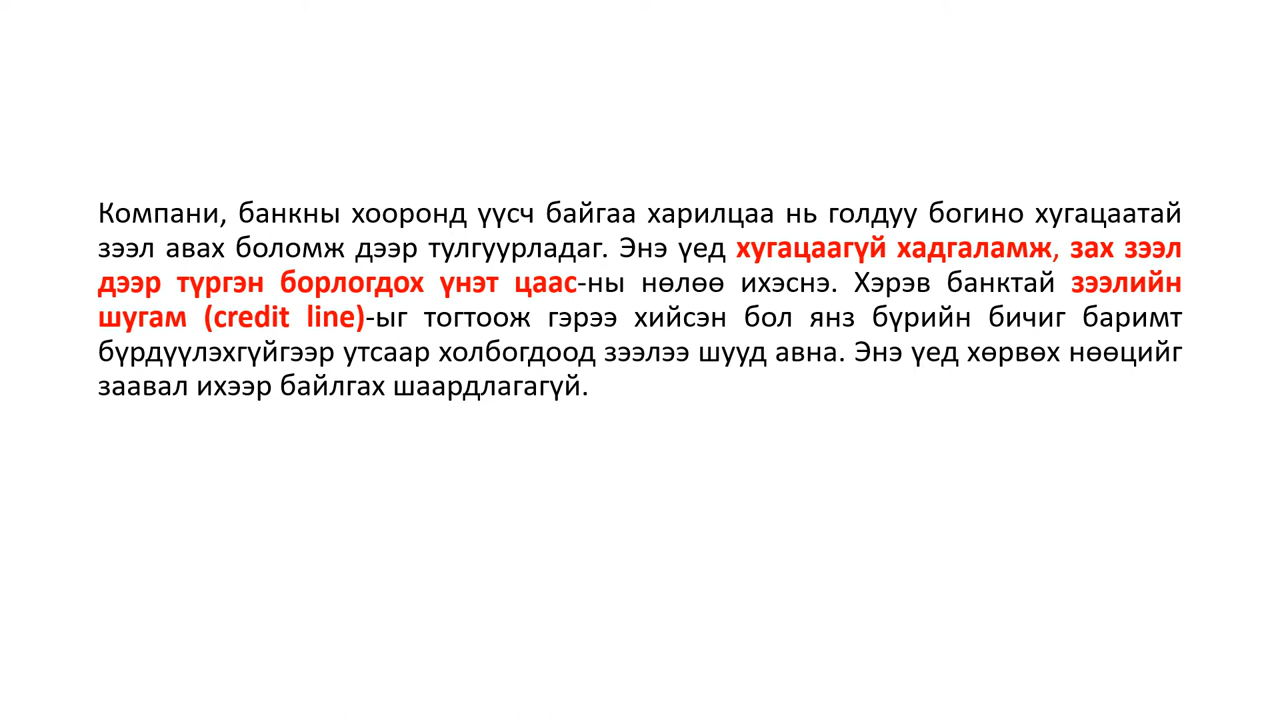 Компани, банкны хооронд үүсч байгаа харилцаа нь голдуу богино хугацаатай
зээл авах боломж дээр тулгуурладаг. Энэ үед хугацаагүй хадгаламж, зах зээл
дээр түргэн борлогдох үнэт цаас-ны нөлөө ихэснэ. Хэрэв банктай зээлийн
шугам (credit line)-ыг тогтоож гэрээ хийсэн бол янз бүрийн бичиг баримт
бүрдүүлэхгүйгээр утсаар холбогдоод зээлээ шууд авна. Энэ үед хөрвөх нөөцийг
заавал ихээр байлгах шаардлагагүй.